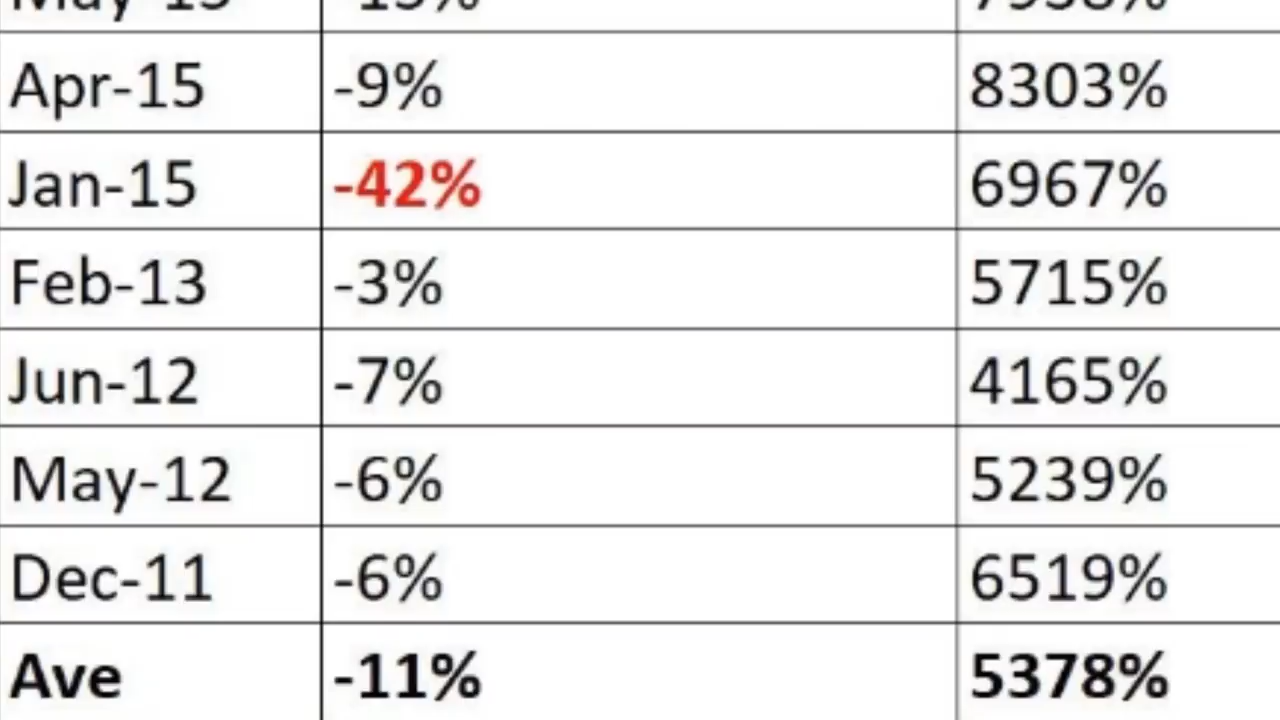 Apr-15 -9% 8303%
Jan-15 -42% 6967%
Feb-13 -3% 5715%
Jun-12 -7% 4165%
May-12 -6% 5239%
Dec-11 -6% 6519%
Ave -11% 5378%